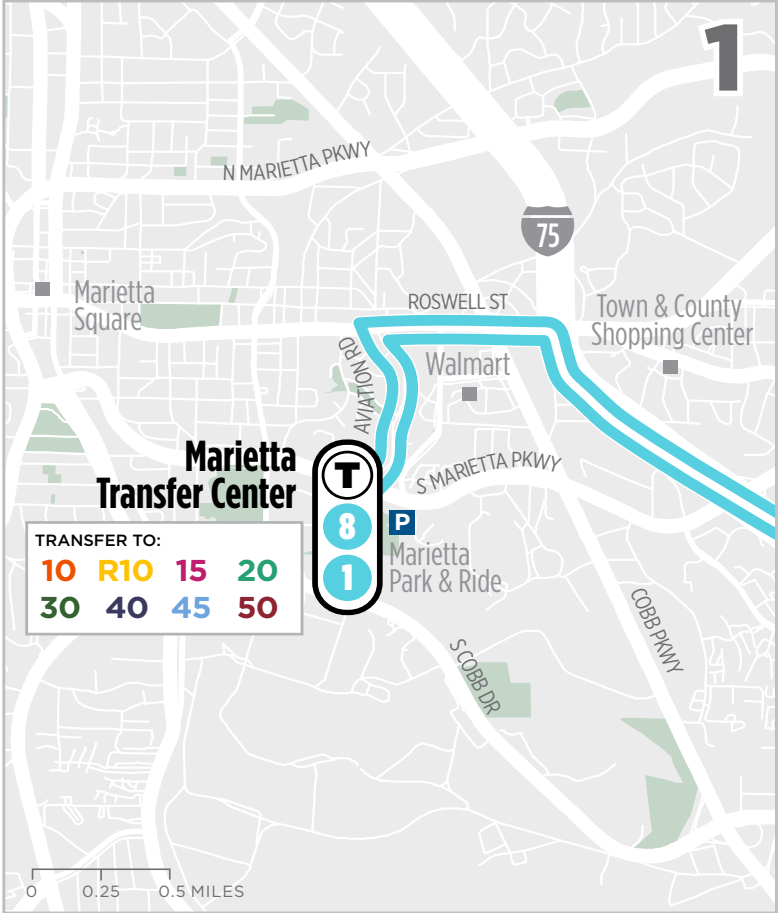 1
N MARIETTA PKWY
75
Marietta
Square
ROSWELL ST
Town & County
Shopping Center
AVIATION RD
Walmart
Marietta
Transfer Center
T
S MARIETTA PKWY
8
P
TRANSFER TO:
10 R10 15 20
30 40 45 50
1
Marietta
Park & Ride
COBB PKWY
S COBB DR
0 0.25 0.5 MILES